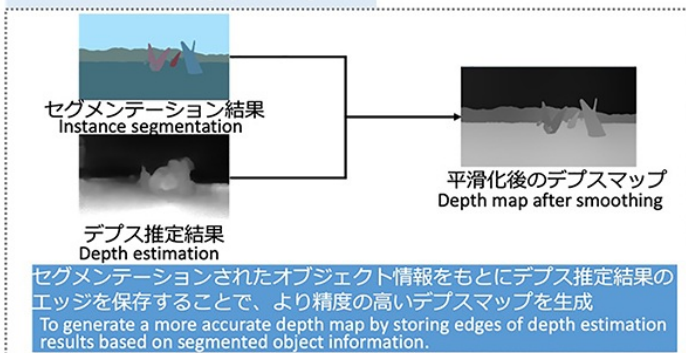 セグメンテーション結果
Instance segmentation
デプス推定結果
Depth estimation
平滑化後のデプスマップ
Depth map after smoothing
セグメンテーションされたオブジェクト情報をもとにデプス推定結果の
エッジを保存することで、より精度の高いデプスマップを生成
To generate a more accurate depth map by storing edges of depth estimation
results based on segmented object information.